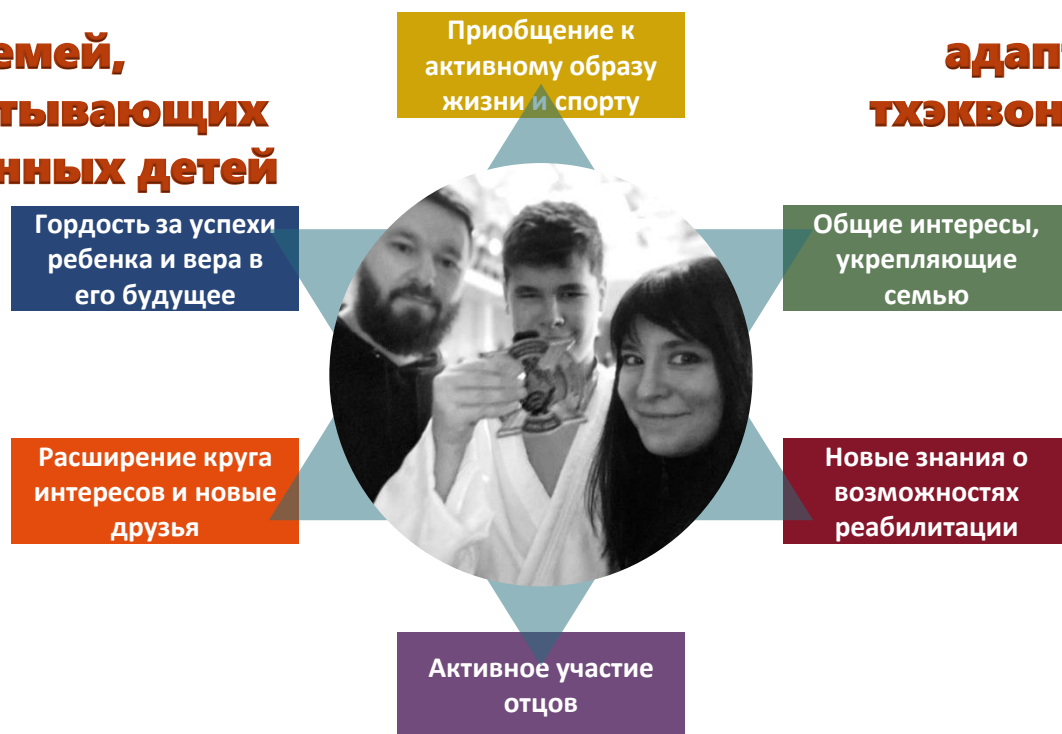 емей,
тывающих
нных детей
адап
тхэквон
Приобщение к
активному образу
жизни и спорту
Гордость за успехи
ребенка и вера в
его будущее
Общие интересы,
укрепляющие
семью
Расширение круга
интересов и новые
друзья
Новые знания о
возможностях
реабилитации
Активное участие
отцов